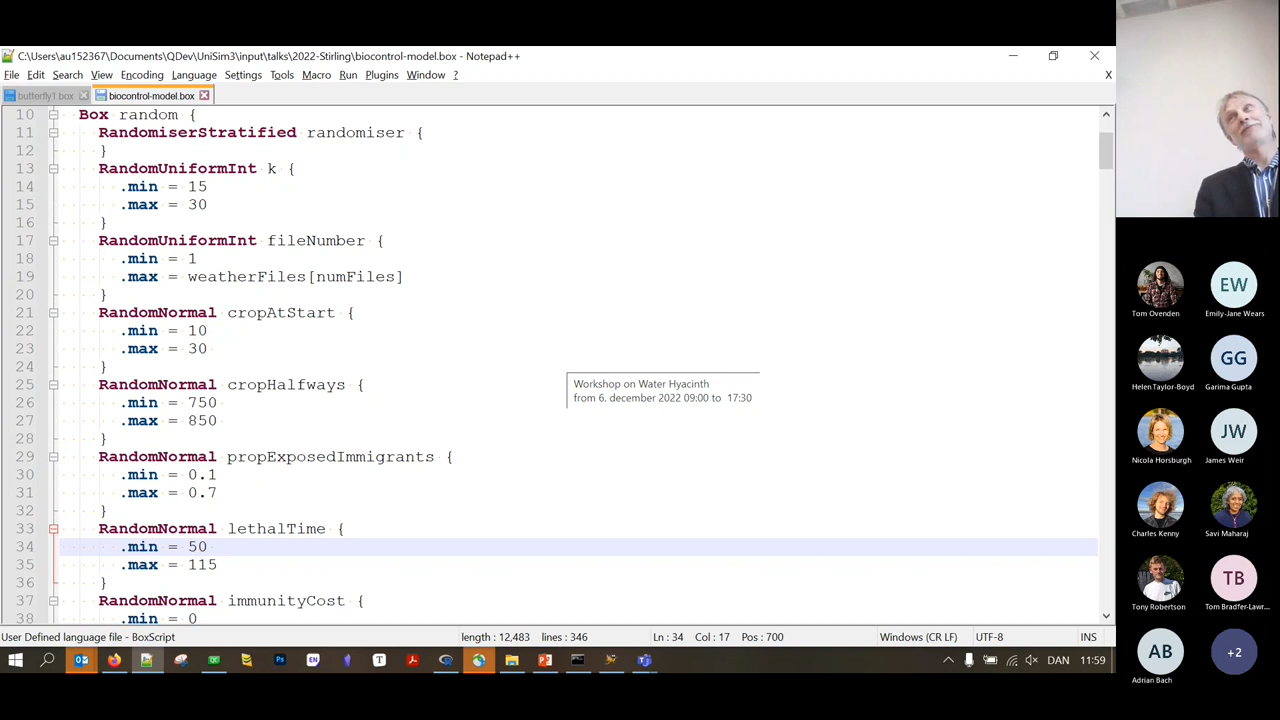 C:\Users\au152367\Documents\QDev\UniSim3\input\talks\2022-Stirling\biocontrol-model.box - Notepad++
File Edit Search View Encoding Language Settings Tools Macro Run Plugins Window ? X
butterfly1.box biocontrol-model.box
10 Box random {
11 RandomiserStratified randomiser {
12 }
13 RandomUniformInt k {
14 .min = 15
15 .max = 30
16 }
17 RandomUniformInt fileNumber {
18 .min = 1
19 .max = weatherFiles[numFiles]
20 }
21 RandomNormal cropAtStart {
22 .min = 10
23 .max = 30
24 }
25 RandomNormal cropHalfways {
26 .min = 750
27 .max = 850
28 }
29 RandomNormal propExposedImmigrants {
30 .min = 0.1
31 .max = 0.7
32 }
33 RandomNormal lethalTime {
34 .min = 50
35 .max = 115
36 }
37 RandomNormal immunityCost {
38 .min = 0
Workshop on Water Hyacinth
from 6. december 2022 09:00 to 17:30
User Defined language file - BoxScript length : 12,483 lines : 346 Ln : 34 Col : 17 Pos : 700 Windows (CR LF) UTF-8 INS
DAN 11:59
EW
Tom Ovenden Emily-Jane Wears
GG
Helen Taylor-Boyd Garima Gupta
JW
Nicola Horsburgh James Weir
Charles Kenny Savi Maharaj
TB
Tony Robertson Tom Bradfer-Lawr...
AB +2
Adrian Bach